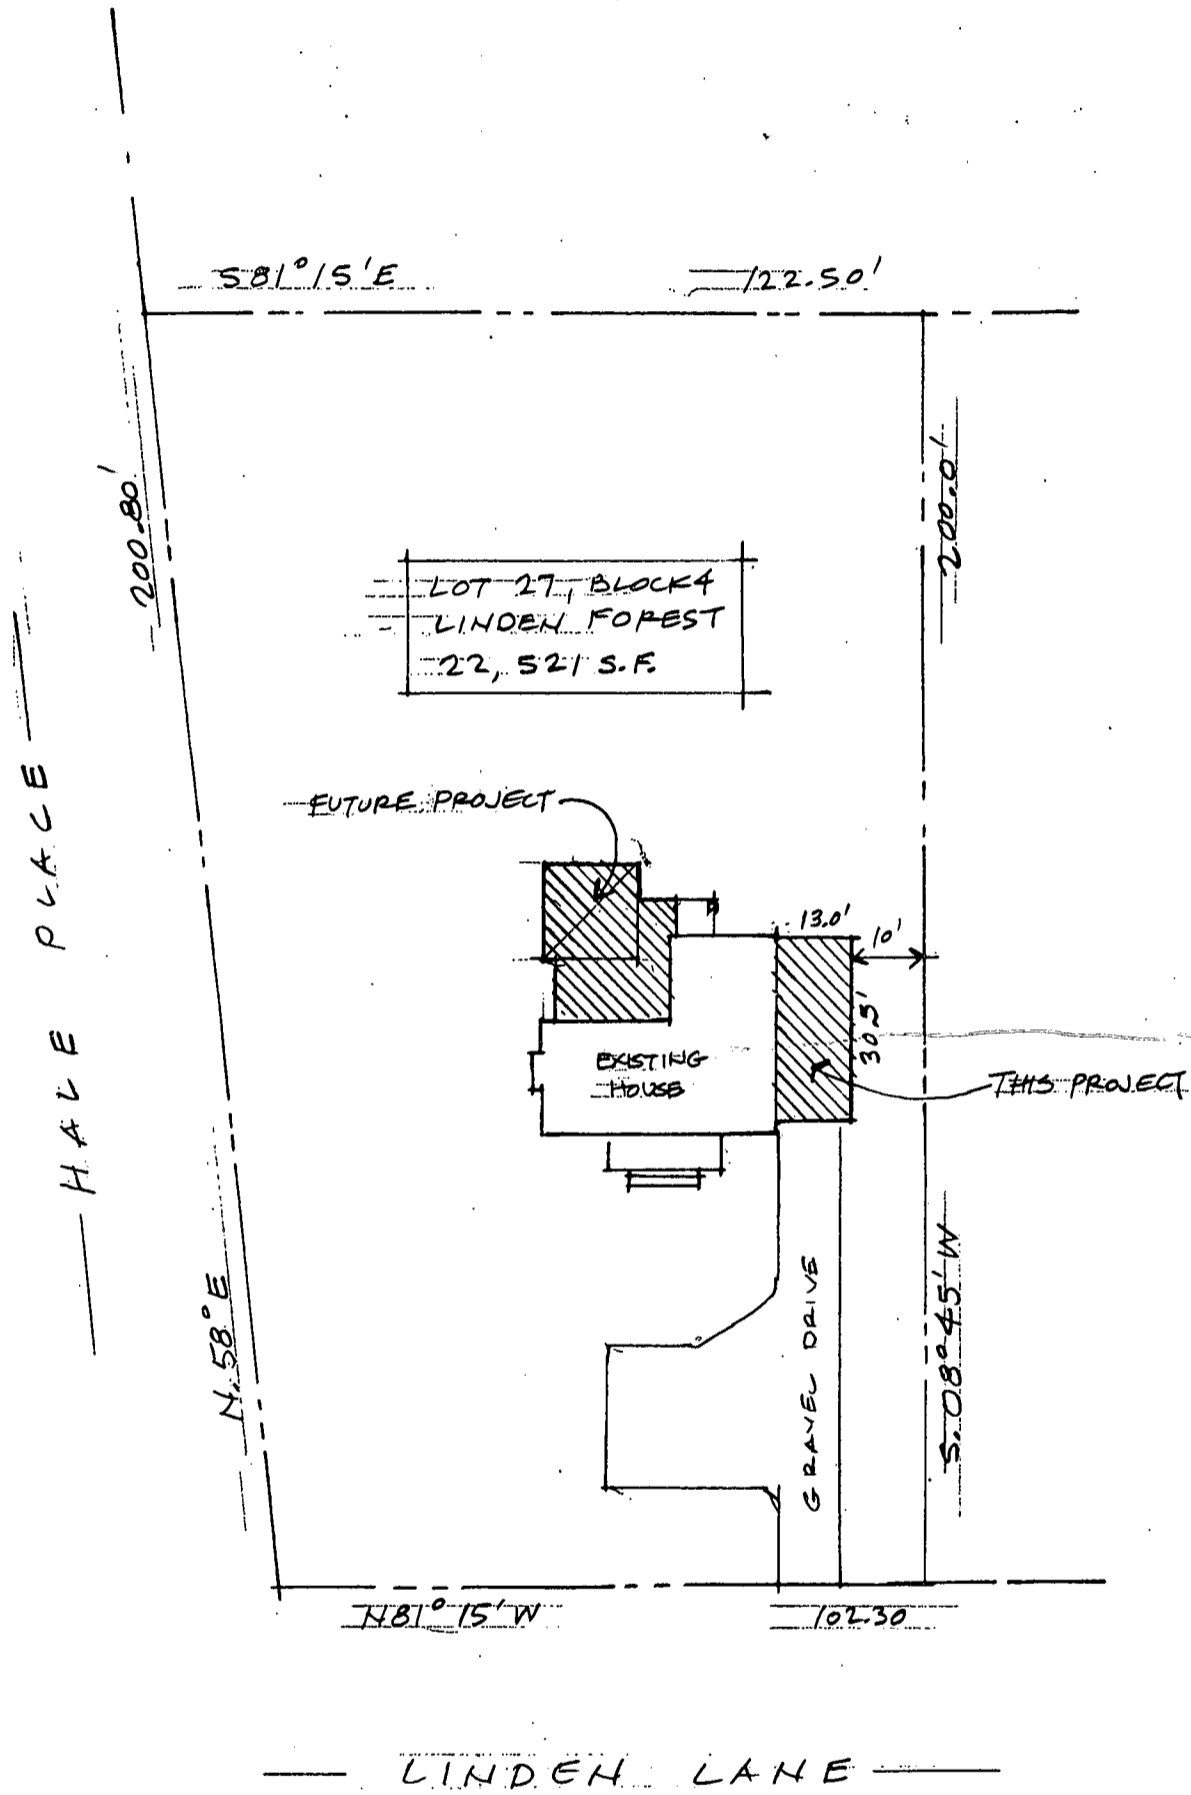 S81°15'E
122.50'
200.80'
200.0'
LOT 27, BLOCK4
LINDEN FOREST
22,521 S.F.
FUTURE PROJECT
HALE PLACE
13.0'
10'
30.5'
EXISTING
HOUSE
THIS PROJECT
GRAVEL DRIVE
N.58°E
S.08°45'W
N81°15'W
102.30
LINDEN LANE